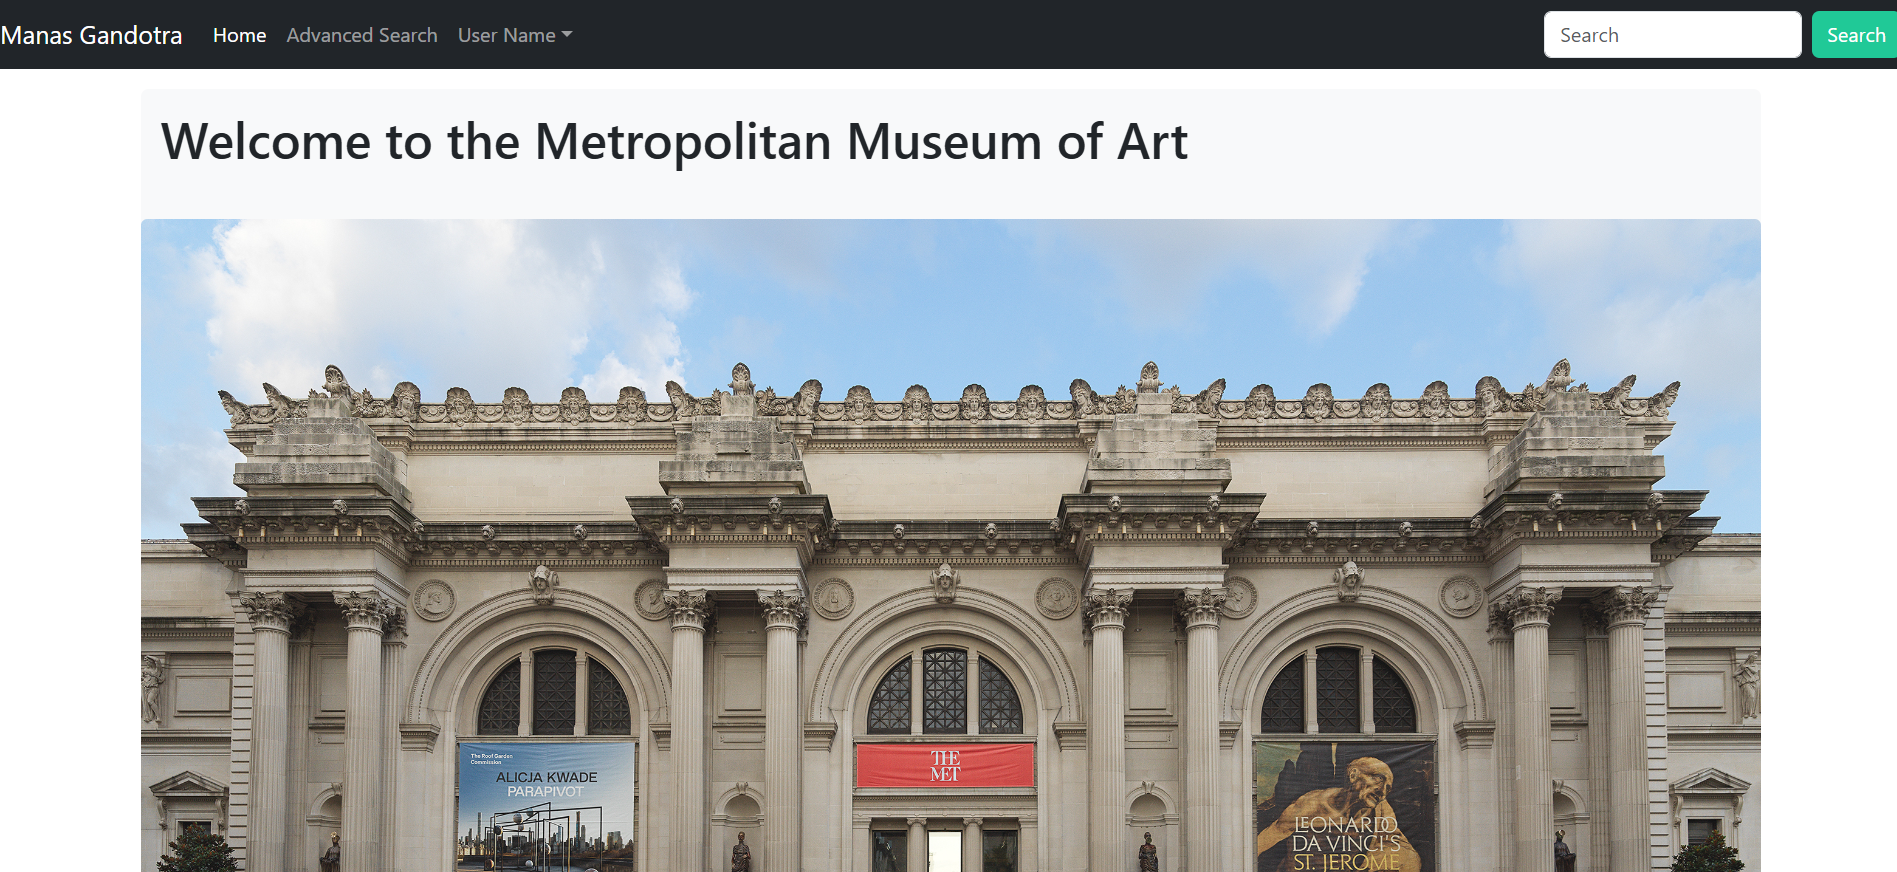 Manas Gandotra Home Advanced Search User Name Search Search
Welcome to the Metropolitan Museum of Art
The Roof Garden
Commission
ALICJA KWADE
PARAPIVOT
THE
MET
LEONARDO
DA VINCI'S
ST. JEROME